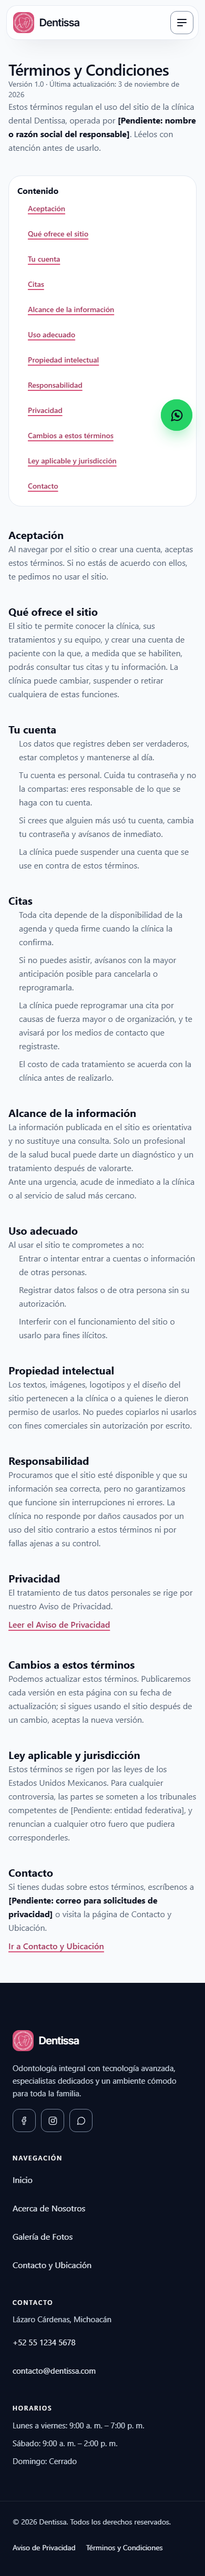 Dentissa
Términos y Condiciones
Versión 1.0 · Última actualización: 3 de noviembre de
2026
Estos términos regulan el uso del sitio de la clínica
dental Dentissa, operada por [Pendiente: nombre
o razón social del responsable]. Léelos con
atención antes de usarlo.
Contenido
Aceptación
Qué ofrece el sitio
Tu cuenta
Citas
Alcance de la información
Uso adecuado
Propiedad intelectual
Responsabilidad
Privacidad
Cambios a estos términos
Ley aplicable y jurisdicción
Contacto
Aceptación
Al navegar por el sitio o crear una cuenta, aceptas
estos términos. Si no estás de acuerdo con ellos,
te pedimos no usar el sitio.
Qué ofrece el sitio
El sitio te permite conocer la clínica, sus
tratamientos y su equipo, y crear una cuenta de
paciente con la que, a medida que se habiliten,
podrás consultar tus citas y tu información. La
clínica puede cambiar, suspender o retirar
cualquiera de estas funciones.
Tu cuenta
Los datos que registres deben ser verdaderos,
estar completos y mantenerse al día.
Tu cuenta es personal. Cuida tu contraseña y no
la compartas: eres responsable de lo que se
haga con tu cuenta.
Si crees que alguien más usó tu cuenta, cambia
tu contraseña y avísanos de inmediato.
La clínica puede suspender una cuenta que se
use en contra de estos términos.
Citas
Toda cita depende de la disponibilidad de la
agenda y queda firme cuando la clínica la
confirma.
Si no puedes asistir, avísanos con la mayor
anticipación posible para cancelarla o
reprogramarla.
La clínica puede reprogramar una cita por
causas de fuerza mayor o de organización, y te
avisará por los medios de contacto que
registraste.
El costo de cada tratamiento se acuerda con la
clínica antes de realizarlo.
Alcance de la información
La información publicada en el sitio es orientativa
y no sustituye una consulta. Solo un profesional
de la salud bucal puede darte un diagnóstico y un
tratamiento después de valorarte.
Ante una urgencia, acude de inmediato a la clínica
o al servicio de salud más cercano.
Uso adecuado
Al usar el sitio te comprometes a no:
Entrar o intentar entrar a cuentas o información
de otras personas.
Registrar datos falsos o de otra persona sin su
autorización.
Interferir con el funcionamiento del sitio o
usarlo para fines ilícitos.
Propiedad intelectual
Los textos, imágenes, logotipos y el diseño del
sitio pertenecen a la clínica o a quienes le dieron
permiso de usarlos. No puedes copiarlos ni usarlos
con fines comerciales sin autorización por escrito.
Responsabilidad
Procuramos que el sitio esté disponible y que su
información sea correcta, pero no garantizamos
que funcione sin interrupciones ni errores. La
clínica no responde por daños causados por un
uso del sitio contrario a estos términos ni por
fallas ajenas a su control.
Privacidad
El tratamiento de tus datos personales se rige por
nuestro Aviso de Privacidad.
Leer el Aviso de Privacidad
Cambios a estos términos
Podemos actualizar estos términos. Publicaremos
cada versión en esta página con su fecha de
actualización; si sigues usando el sitio después de
un cambio, aceptas la nueva versión.
Ley aplicable y jurisdicción
Estos términos se rigen por las leyes de los
Estados Unidos Mexicanos. Para cualquier
controversia, las partes se someten a los tribunales
competentes de [Pendiente: entidad federativa], y
renuncian a cualquier otro fuero que pudiera
corresponderles.
Contacto
Si tienes dudas sobre estos términos, escríbenos a
[Pendiente: correo para solicitudes de
privacidad] o visita la página de Contacto y
Ubicación.
Ir a Contacto y Ubicación
Dentissa
Odontología integral con tecnología avanzada,
especialistas dedicados y un ambiente cómodo
para toda la familia.
NAVEGACIÓN
Inicio
Acerca de Nosotros
Galería de Fotos
Contacto y Ubicación
CONTACTO
Lázaro Cárdenas, Michoacán
+52 55 1234 5678
contacto@dentissa.com
HORARIOS
Lunes a viernes: 9:00 a. m. – 7:00 p. m.
Sábado: 9:00 a. m. – 2:00 p. m.
Domingo: Cerrado
© 2026 Dentissa. Todos los derechos reservados.
Aviso de Privacidad Términos y Condiciones